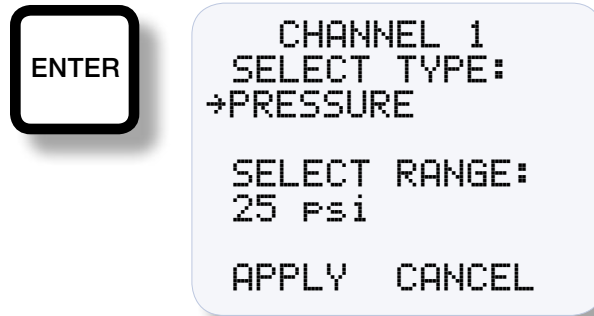 ENTER
CHANNEL 1
SELECT TYPE:
→PRESSURE
SELECT RANGE:
25 psi
APPLY CANCEL